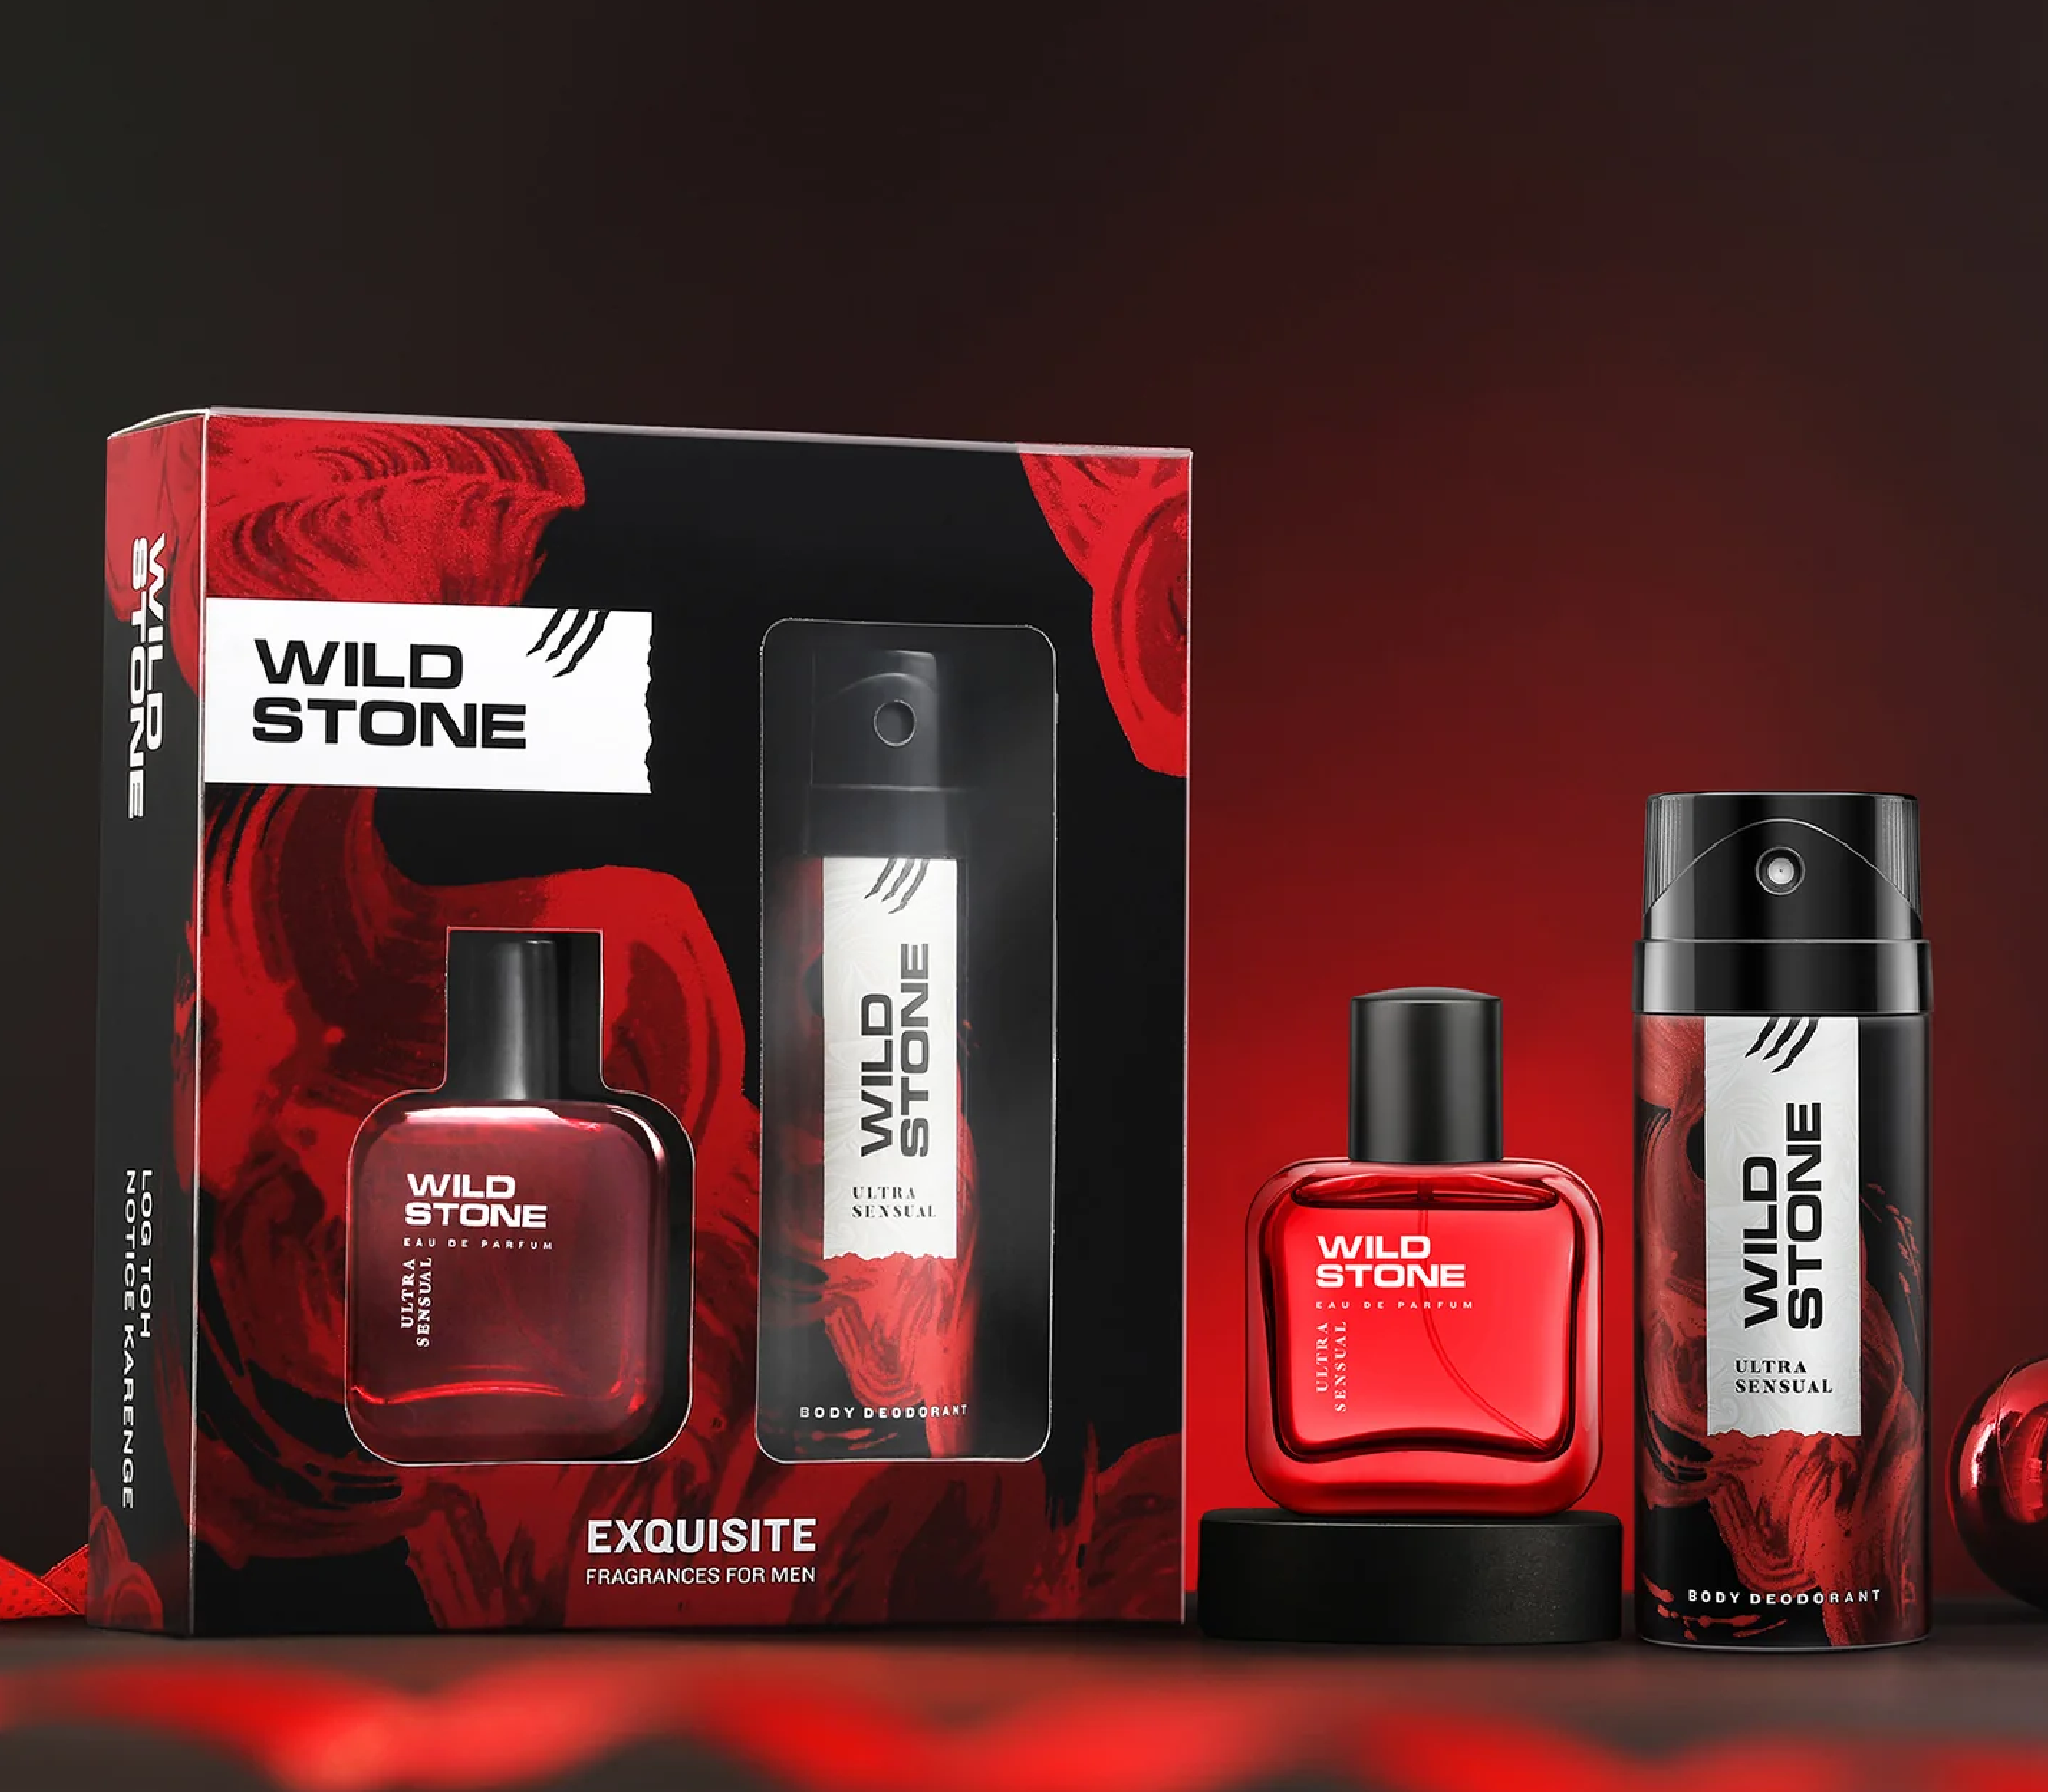 WILD
STONE
LOG TOH
NOTICE KARENGE
WILD
STONE
WILD
STONE
EAU DE PARFUM
ULTRA
SENSUAL
WILD
STONE
ULTRA
SENSUAL
BODY DEODORANT
EXQUISITE
FRAGRANCES FOR MEN
WILD
STONE
EAU DE PARFUM
ULTRA
SENSUAL
WILD
STONE
ULTRA
SENSUAL
BODY DEODORANT